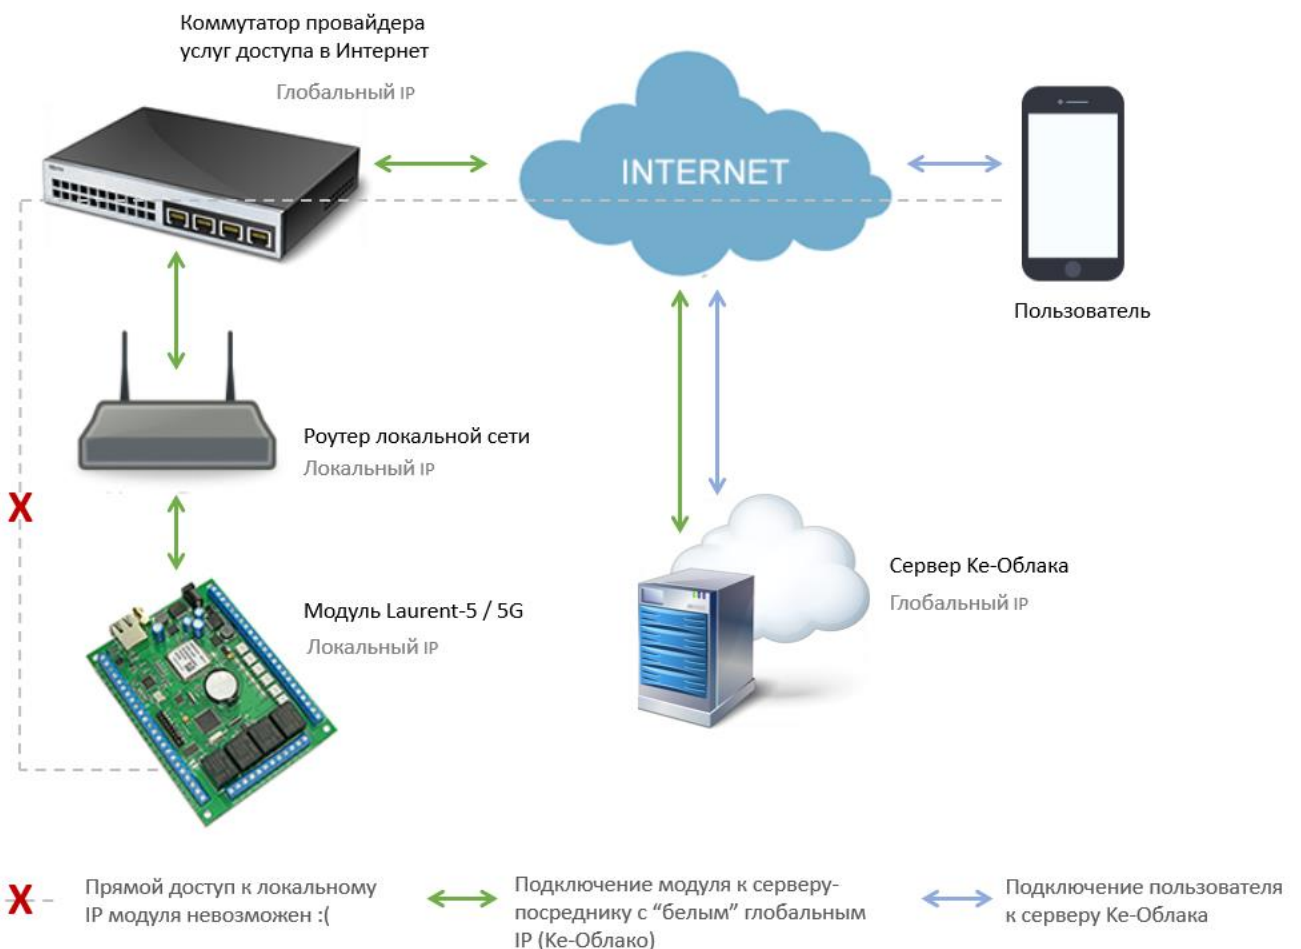 Коммутатор провайдера
услуг доступа в Интернет
Глобальный IP
INTERNET
Пользователь
Роутер локальной сети
Локальный IP
Модуль Laurent-5 / 5G
Локальный IP
Сервер Ке-Облака
Глобальный IP
X
X
Прямой доступ к локальному
IP модуля невозможен :(
Подключение модуля к серверу-
посреднику с “белым” глобальным
IP (Ке-Облако)
Подключение пользователя
к серверу Ке-Облака